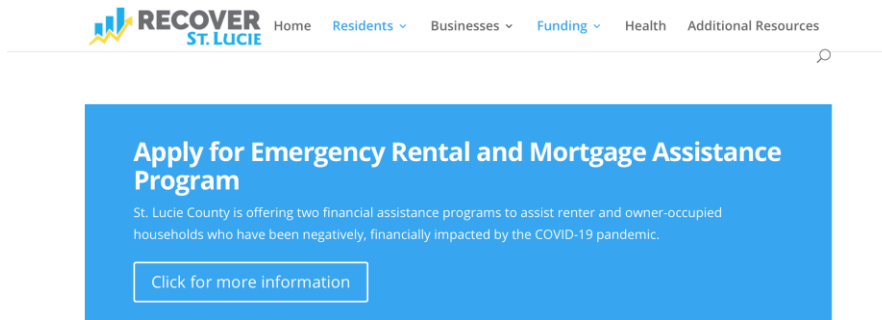 RECOVER
ST. LUCIE
Home Residents Businesses Funding Health Additional Resources
Apply for Emergency Rental and Mortgage Assistance
Program
St. Lucie County is offering two financial assistance programs to assist renter and owner-occupied
households who have been negatively, financially impacted by the COVID-19 pandemic.
Click for more information